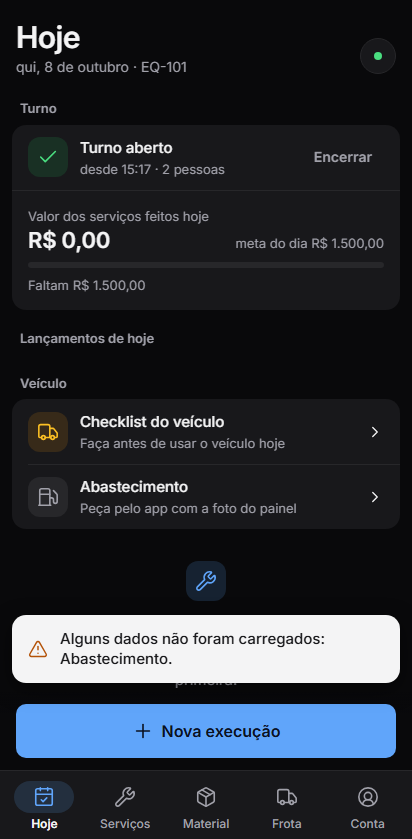 Hoje
qui, 8 de outubro · EQ-101
Turno
Turno aberto
desde 15:17 · 2 pessoas
Encerrar
Valor dos serviços feitos hoje
R$ 0,00
meta do dia R$ 1.500,00
Faltam R$ 1.500,00
Lançamentos de hoje
Veículo
Checklist do veículo
Faça antes de usar o veículo hoje
Abastecimento
Peça pelo app com a foto do painel
Alguns dados não foram carregados:
Abastecimento.
Nova execução
Hoje
Serviços
Material
Frota
Conta